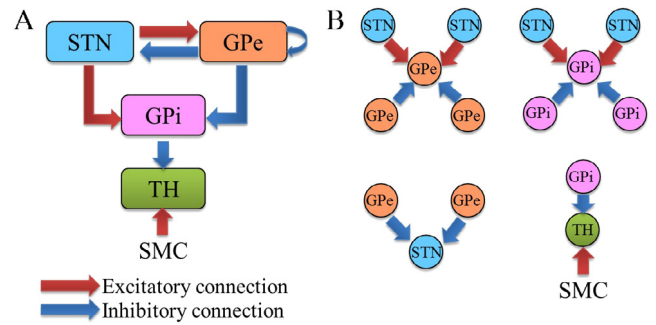 A
STN
GPe
GPi
TH
SMC
Excitatory connection
Inhibitory connection
B
STN
STN
GPe
GPe
GPe
STN
STN
GPi
GPi
GPi
GPe
GPe
STN
GPi
TH
SMC